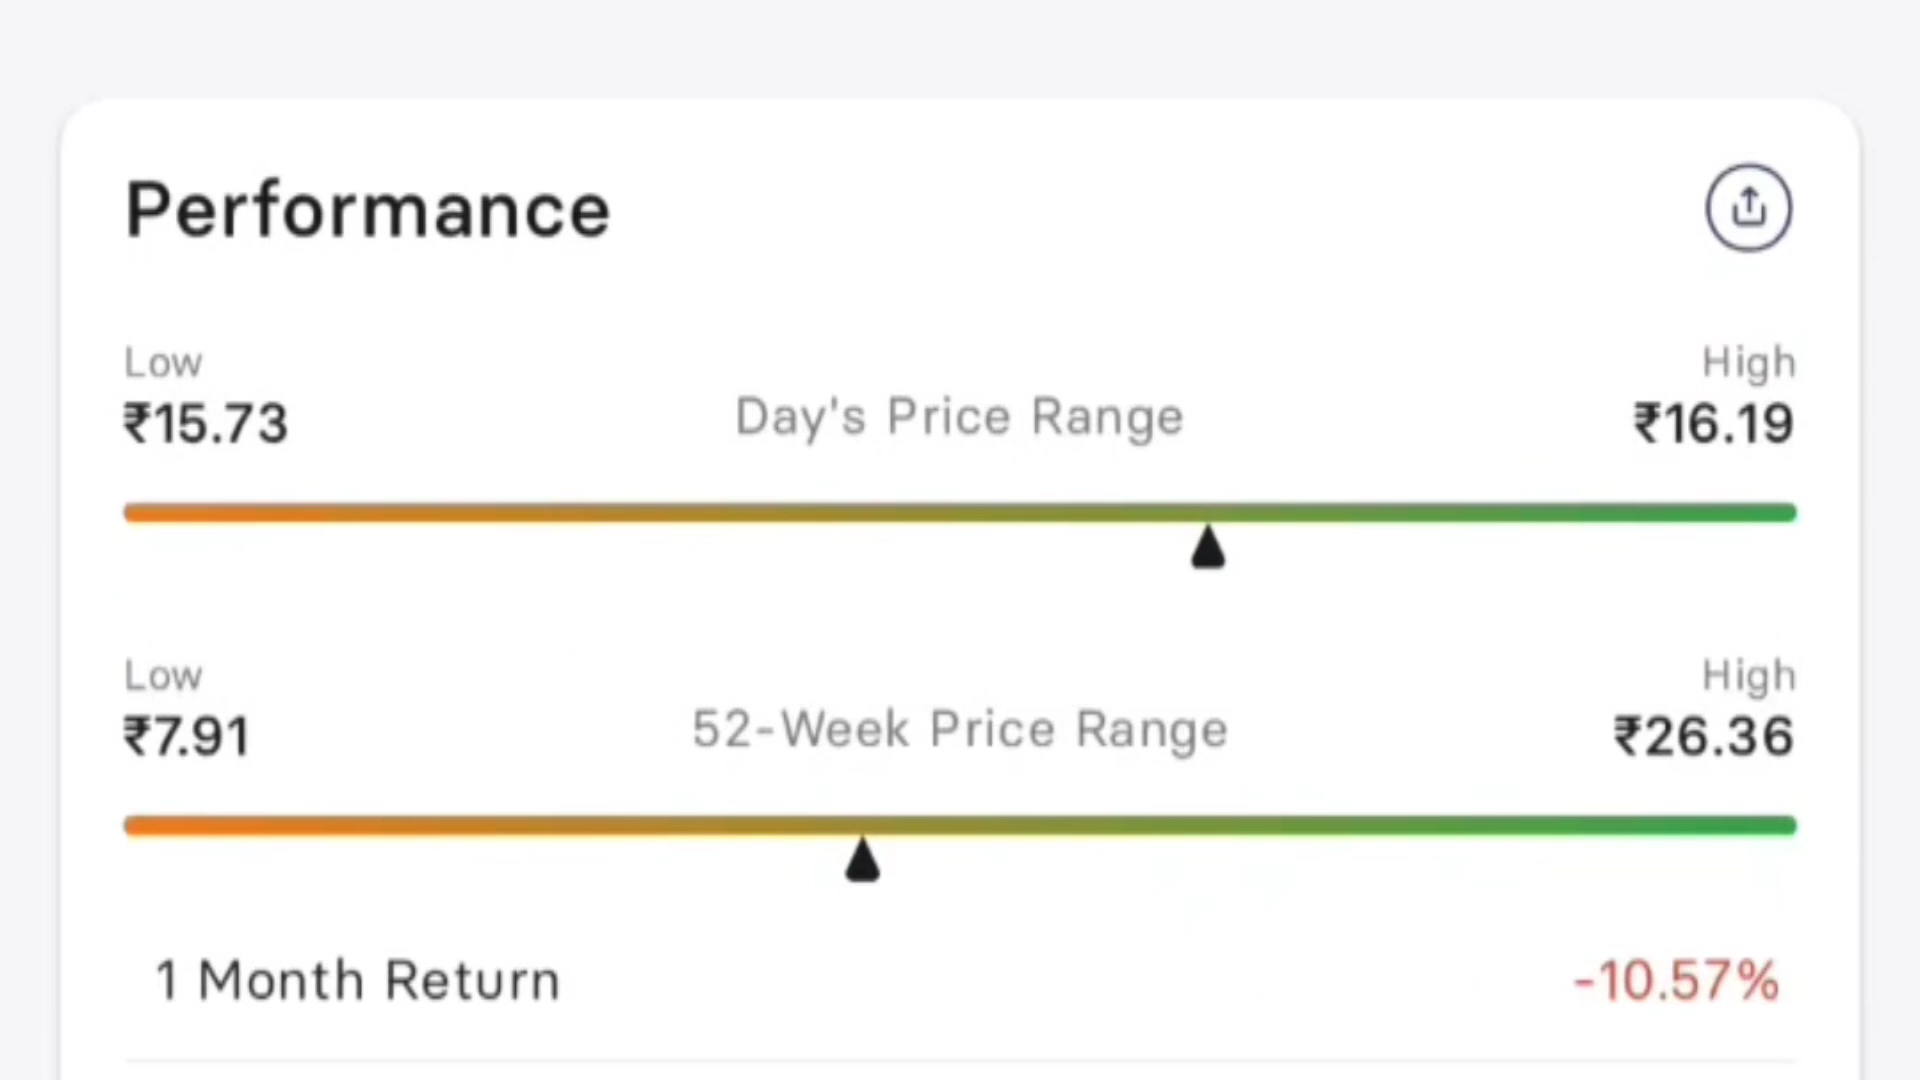 Performance
Low
High
₹15.73
Day's Price Range
₹16.19
Low
High
₹7.91
52-Week Price Range
₹26.36
1 Month Return
-10.57%